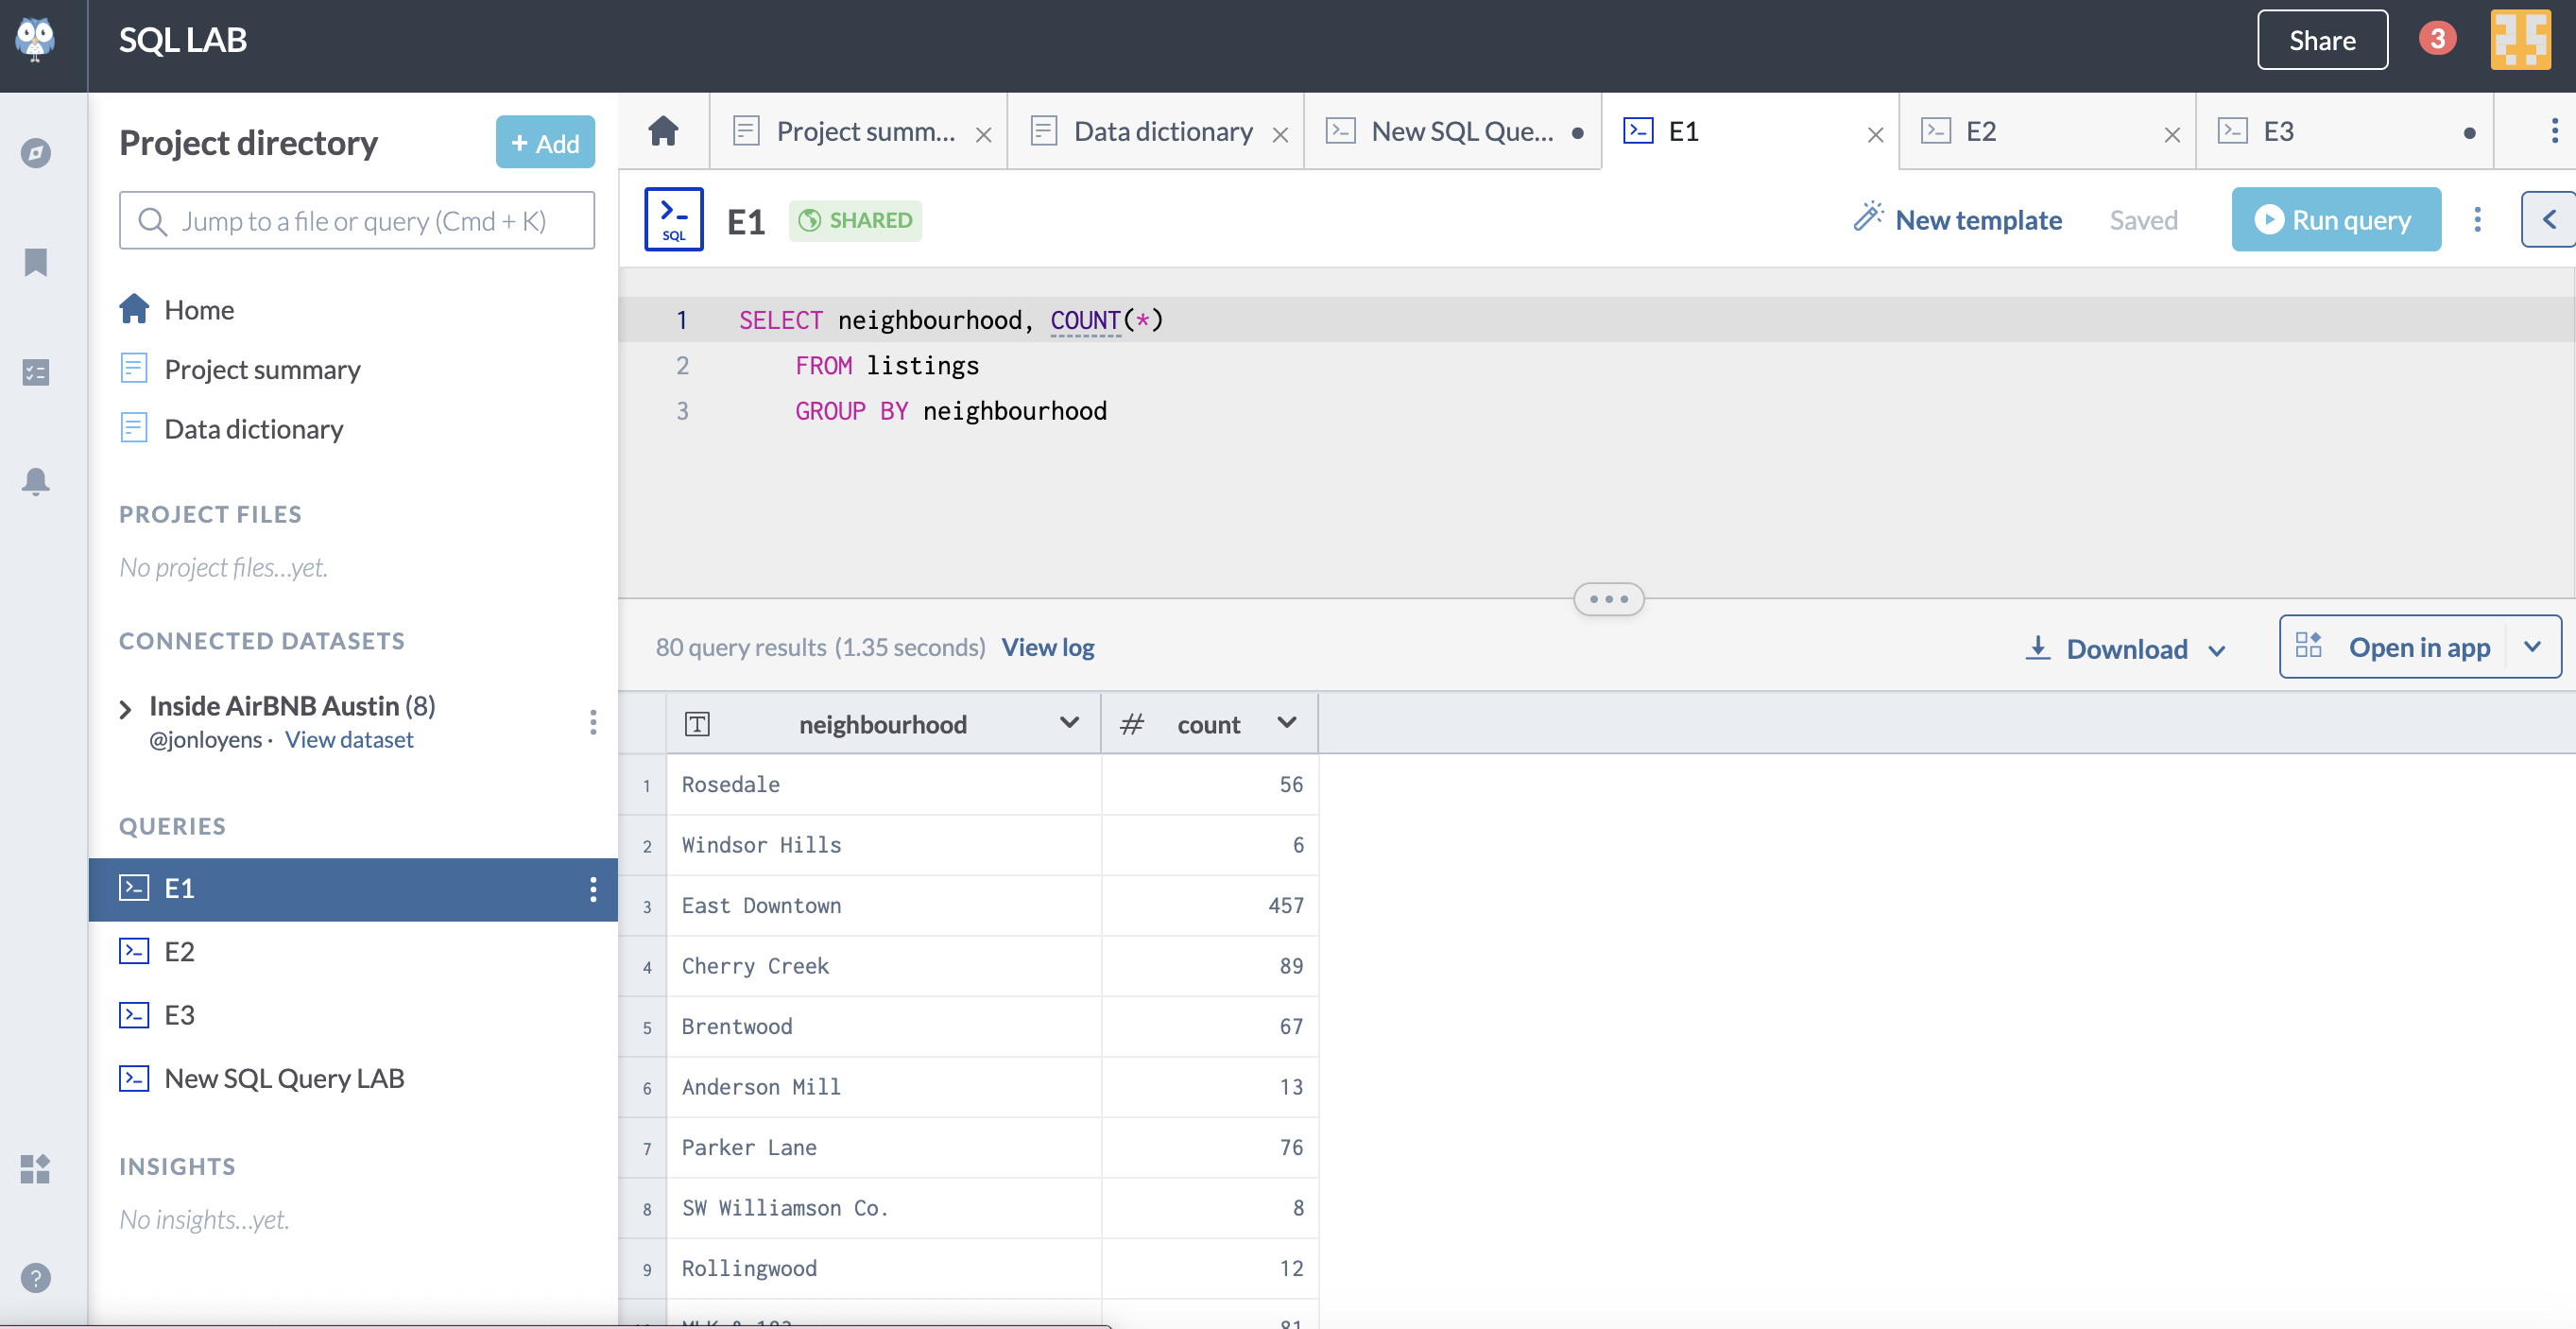 SQL LAB
Share
3
Project directory
+ Add
Jump to a file or query (Cmd + K)
Home
Project summary
Data dictionary
PROJECT FILES
No project files...yet.
CONNECTED DATASETS
Inside AirBNB Austin (8)
@jonloyens · View dataset
QUERIES
E1
E2
E3
New SQL Query LAB
INSIGHTS
No insights...yet.
?
Project summ...
Data dictionary
New SQL Que...
E1
E2
E3
SQL
E1
SHARED
New template
Saved
Run query
1 SELECT neighbourhood, COUNT(*)
2 FROM listings
3 GROUP BY neighbourhood
80 query results (1.35 seconds) View log
Download
Open in app
T neighbourhood # count
1 Rosedale 56
2 Windsor Hills 6
3 East Downtown 457
4 Cherry Creek 89
5 Brentwood 67
6 Anderson Mill 13
7 Parker Lane 76
8 SW Williamson Co. 8
9 Rollingwood 12
MLK & 183 81